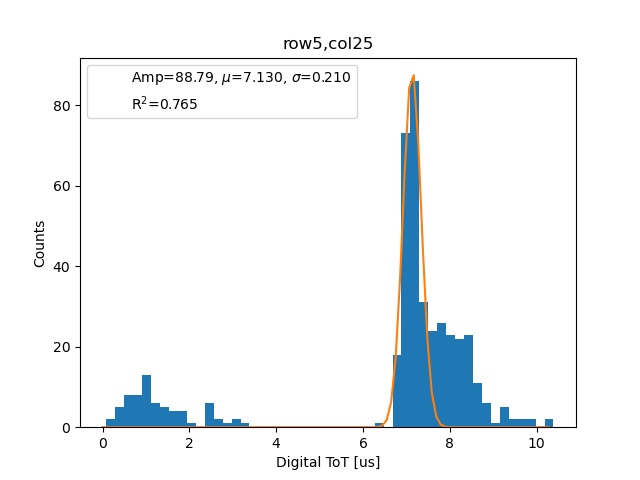 row5,col25
Amp=88.79, μ=7.130, σ=0.210
R²=0.765
Counts
80
60
40
20
0
0 2 4 6 8 10
Digital ToT [us]